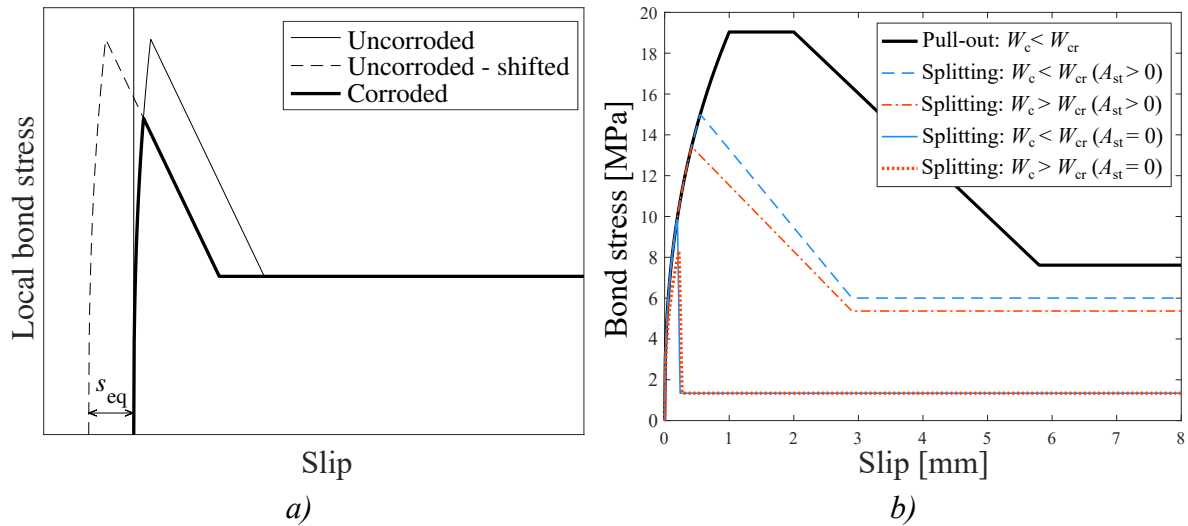 Local bond stress
Uncorroded
Uncorroded - shifted
Corroded
s_eq
Slip
a)
Bond stress [MPa]
20
18
16
14
12
10
8
6
4
2
0
Pull-out: W_c < W_cr
Splitting: W_c < W_cr (A_st > 0)
Splitting: W_c > W_cr (A_st > 0)
Splitting: W_c < W_cr (A_st = 0)
Splitting: W_c > W_cr (A_st = 0)
0 1 2 3 4 5 6 7 8
Slip [mm]
b)